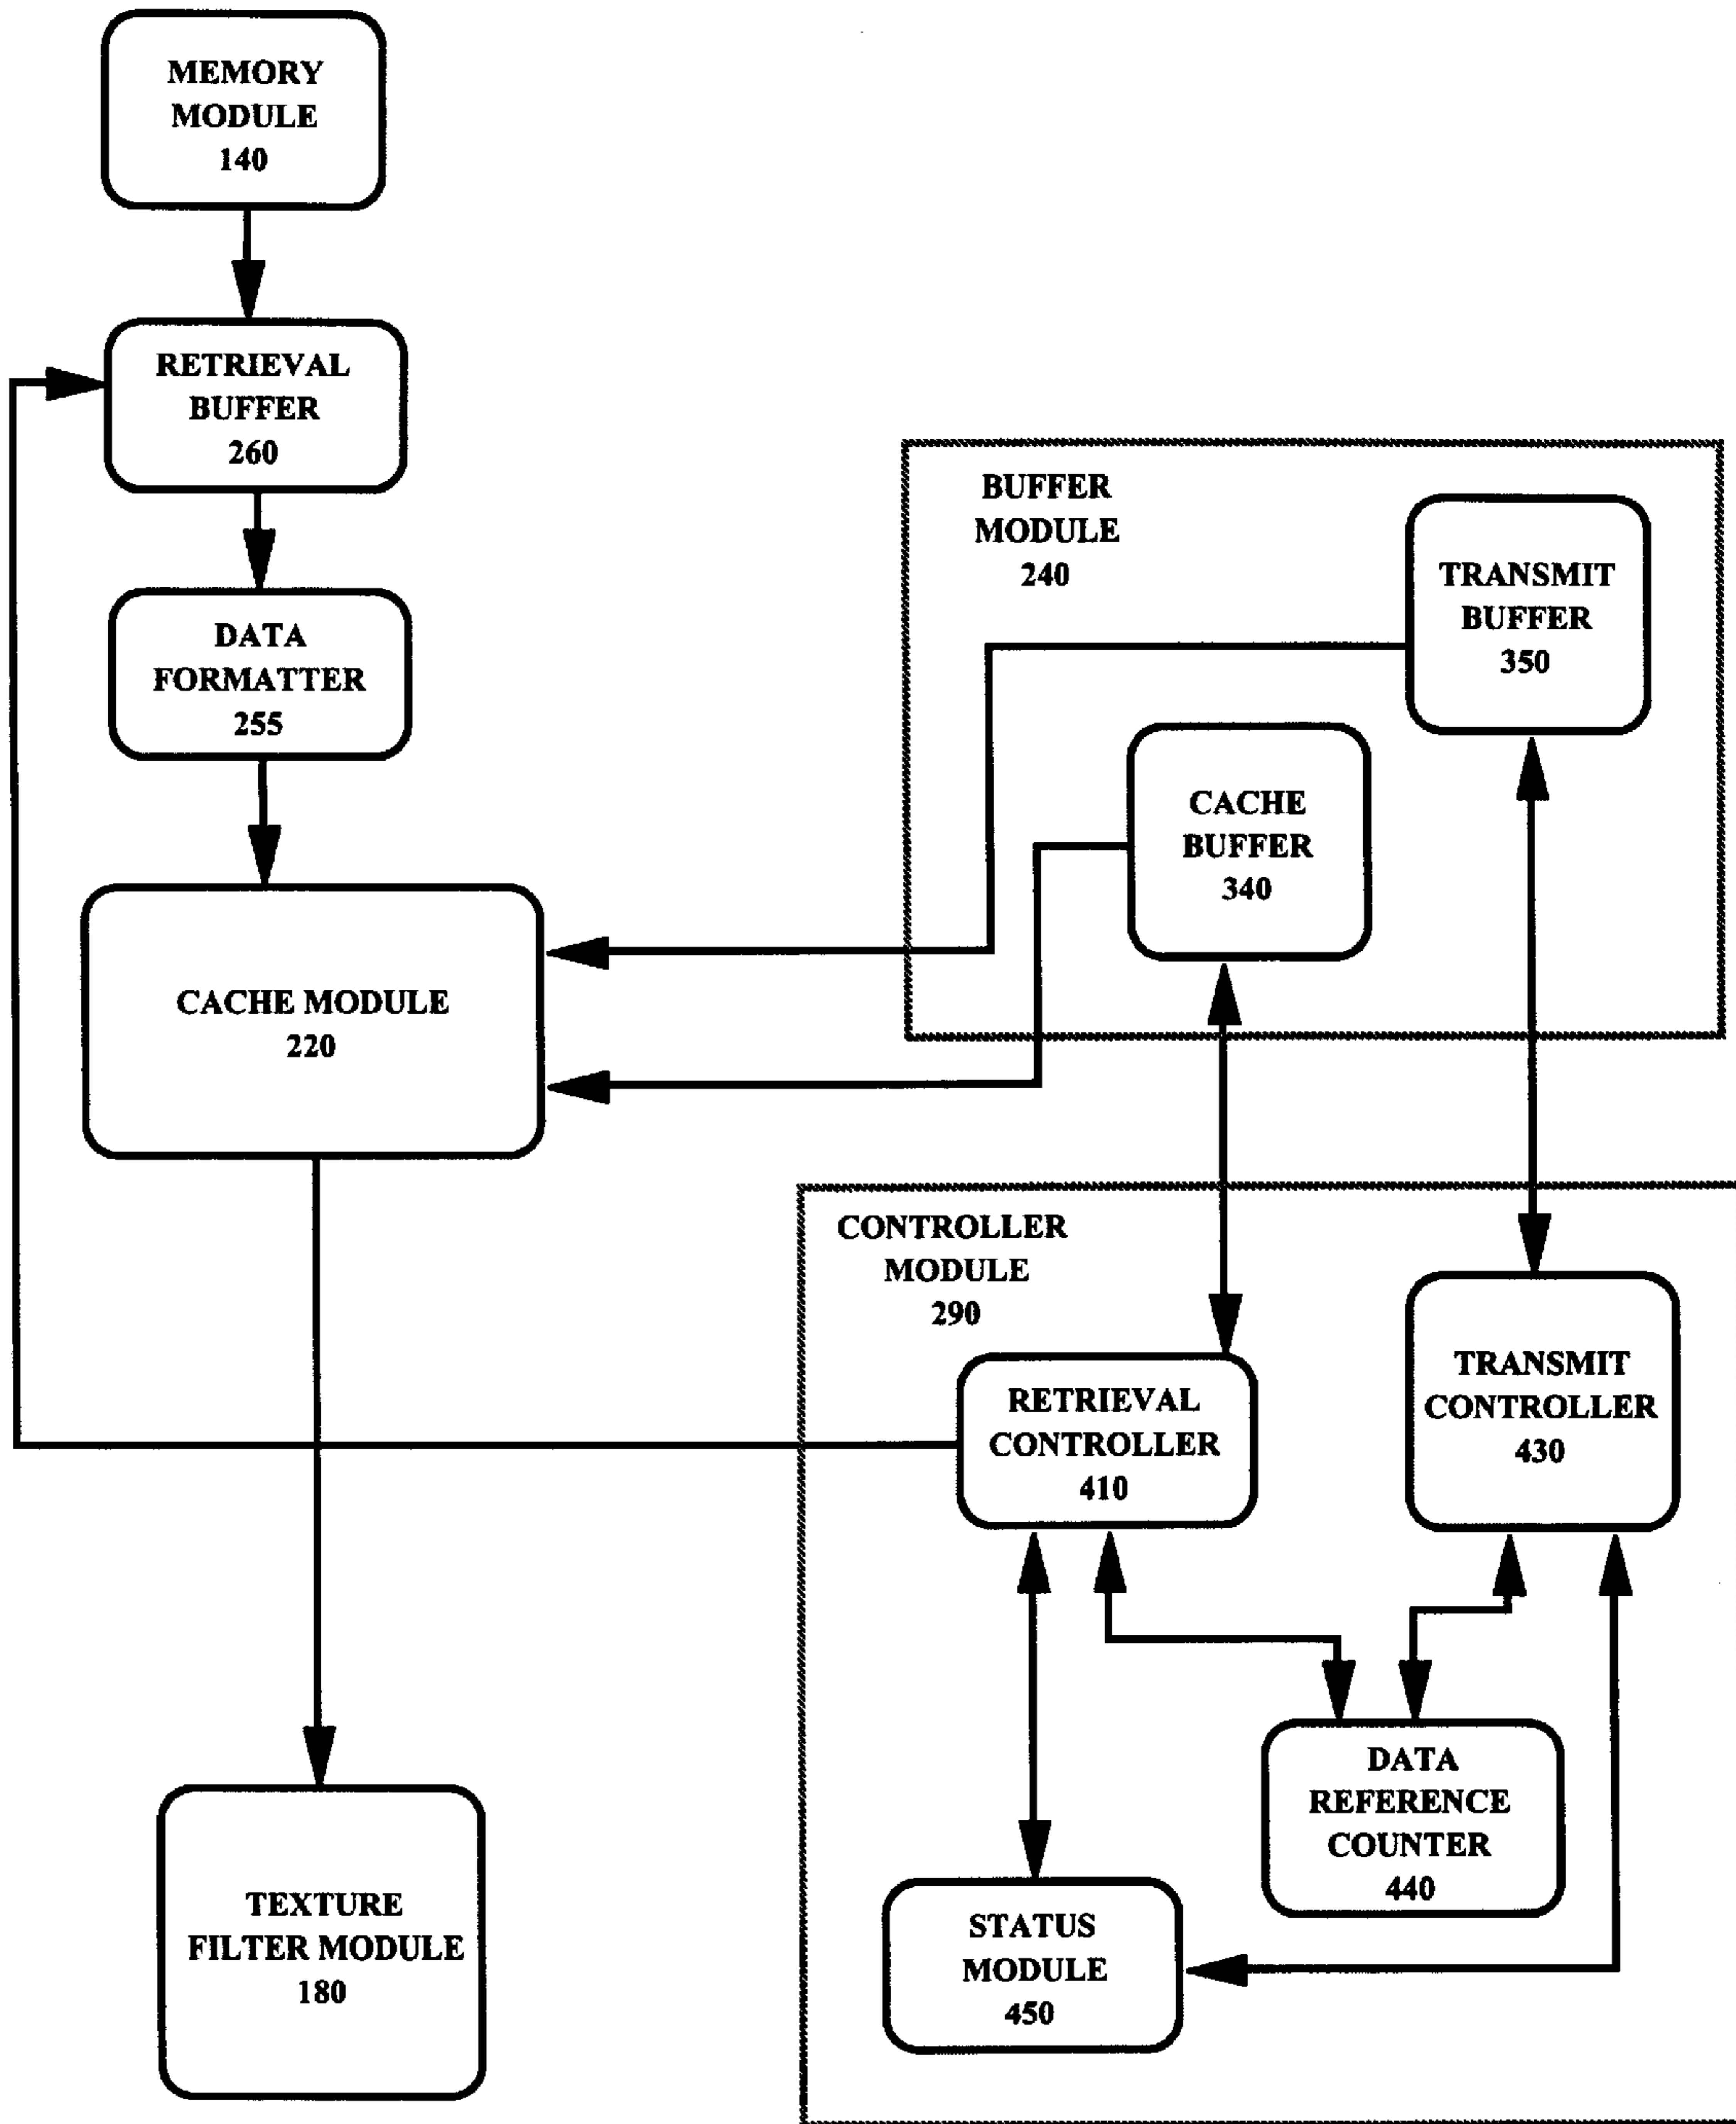 MEMORY
MODULE
140
RETRIEVAL
BUFFER
260
DATA
FORMATTER
255
CACHE MODULE
220
TEXTURE
FILTER MODULE
180
BUFFER
MODULE
240
TRANSMIT
BUFFER
350
CACHE
BUFFER
340
CONTROLLER
MODULE
290
RETRIEVAL
CONTROLLER
410
TRANSMIT
CONTROLLER
430
DATA
REFERENCE
COUNTER
440
STATUS
MODULE
450